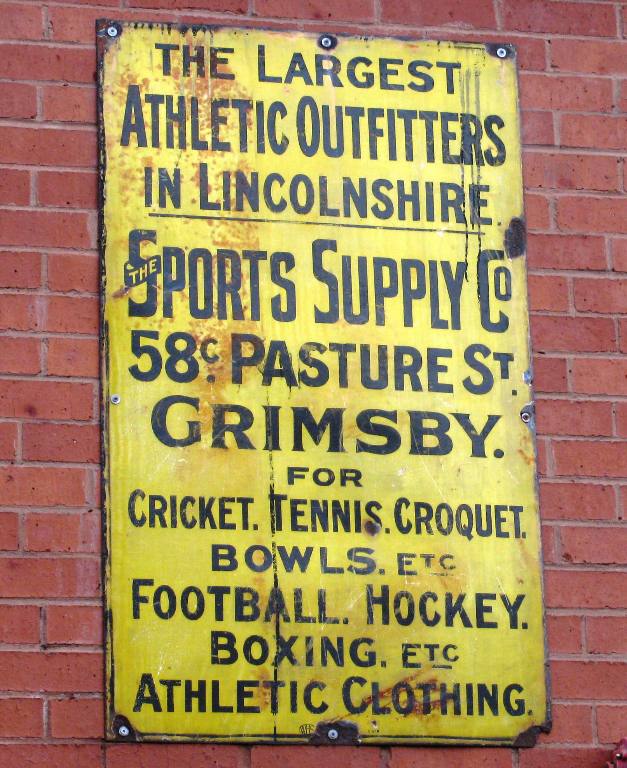 THE LARGEST
ATHLETIC OUTFITTERS
IN LINCOLNSHIRE.
THE SPORTS SUPPLY Co
58c. PASTURE ST.
GRIMSBY.
FOR
CRICKET. TENNIS. CROQUET.
BOWLS. ETC
FOOTBALL. HOCKEY.
BOXING. ETC
ATHLETIC CLOTHING.